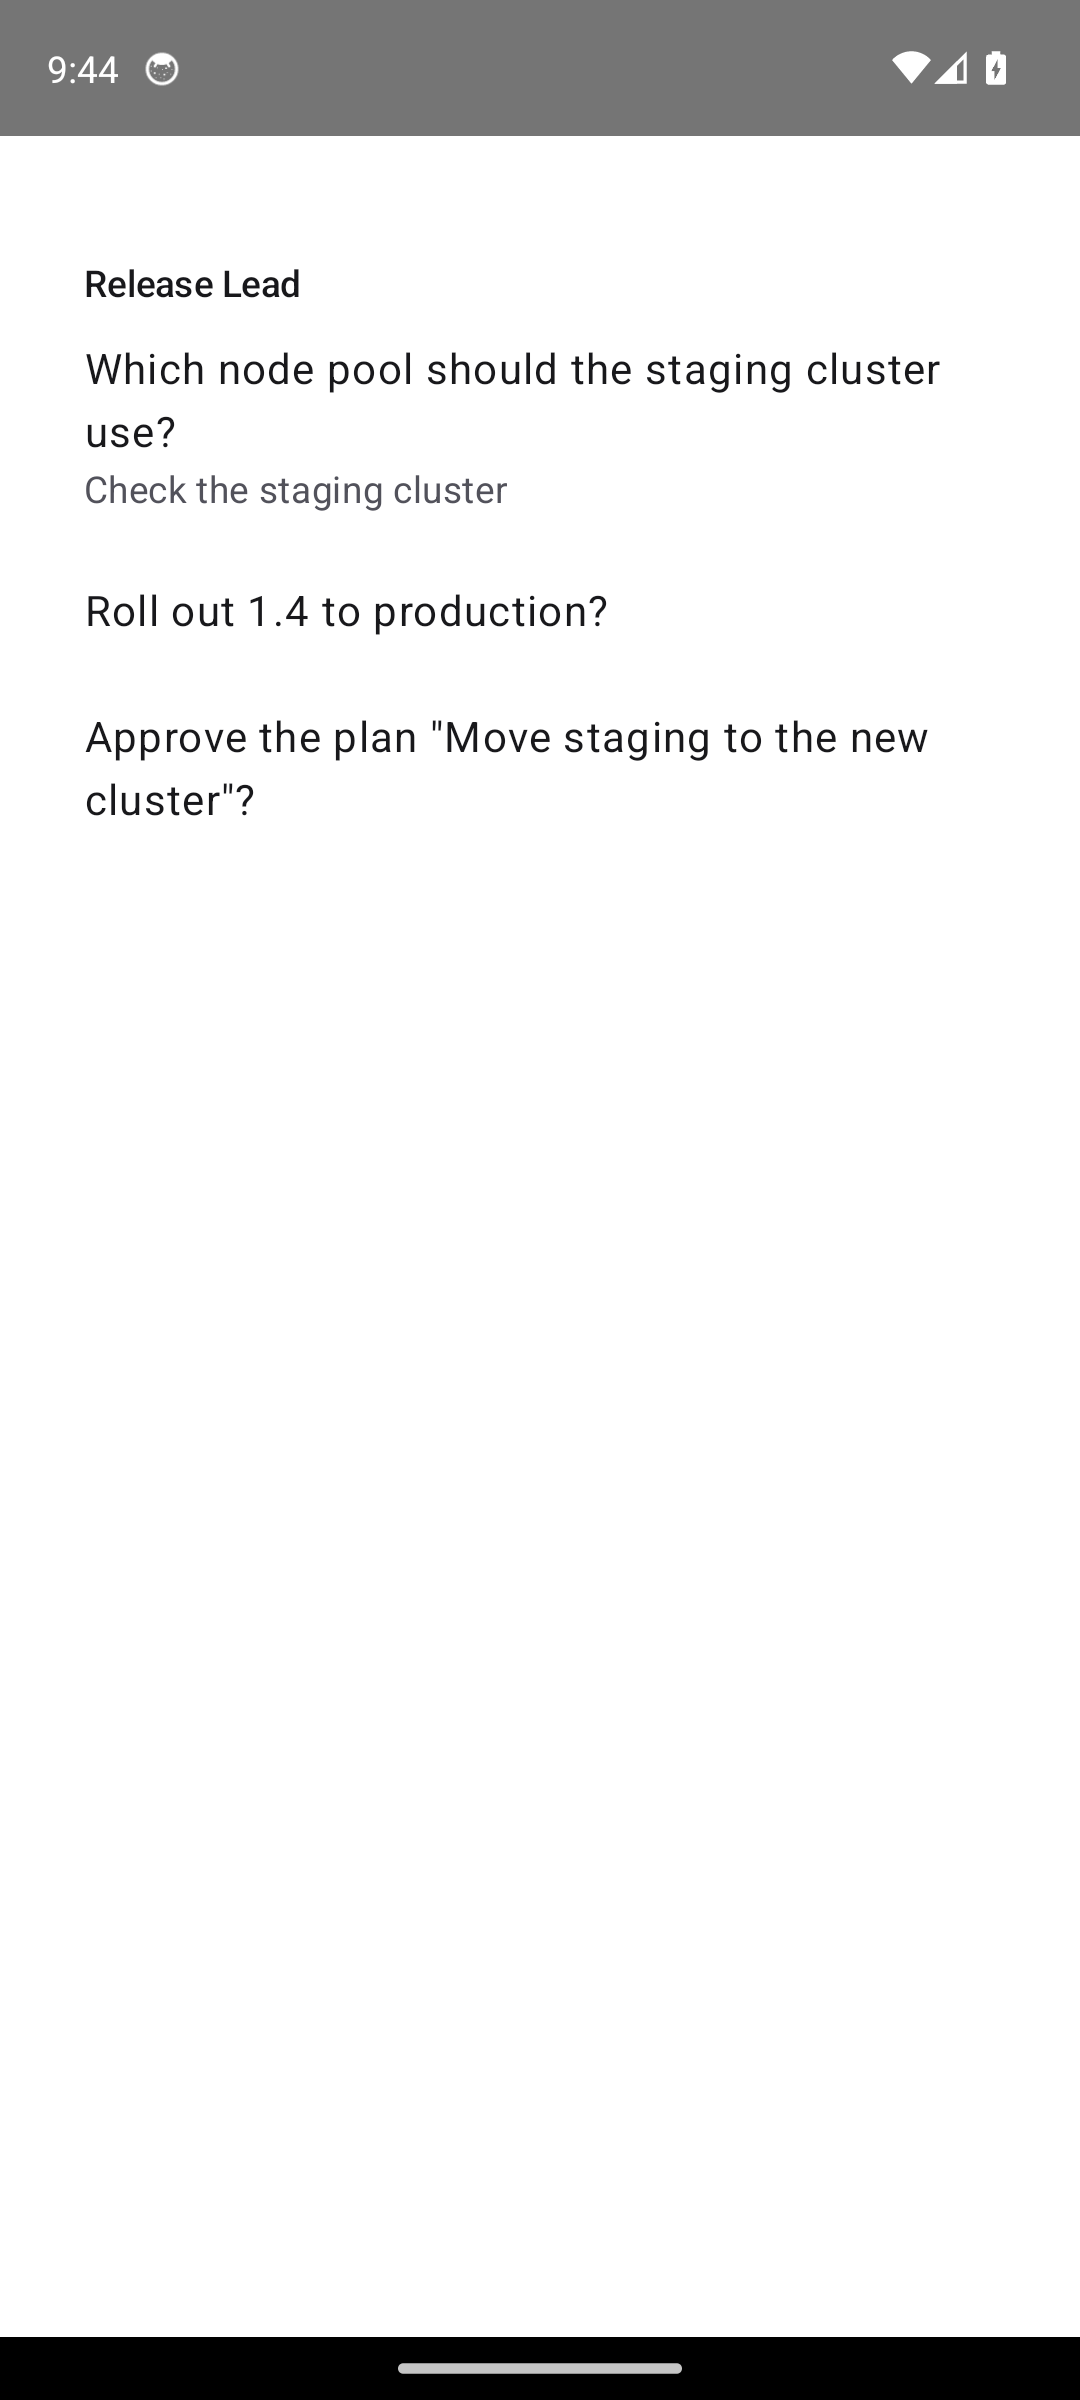 9:44
Release Lead
Which node pool should the staging cluster
use?
Check the staging cluster
Roll out 1.4 to production?
Approve the plan "Move staging to the new
cluster"?